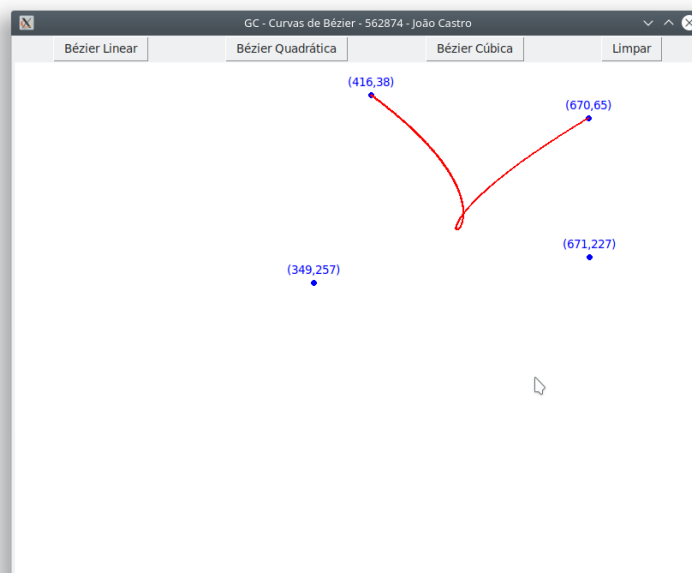 GC - Curvas de Bézier - 562874 - João Castro
Bézier Linear
Bézier Quadrática
Bézier Cúbica
Limpar
(416,38)
(670,65)
(671,227)
(349,257)